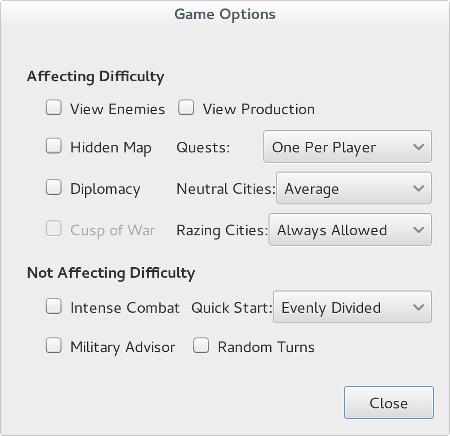 Game Options
Affecting Difficulty
View Enemies View Production
Hidden Map Quests: One Per Player
Diplomacy Neutral Cities: Average
Cusp of War Razing Cities: Always Allowed
Not Affecting Difficulty
Intense Combat Quick Start: Evenly Divided
Military Advisor Random Turns
Close